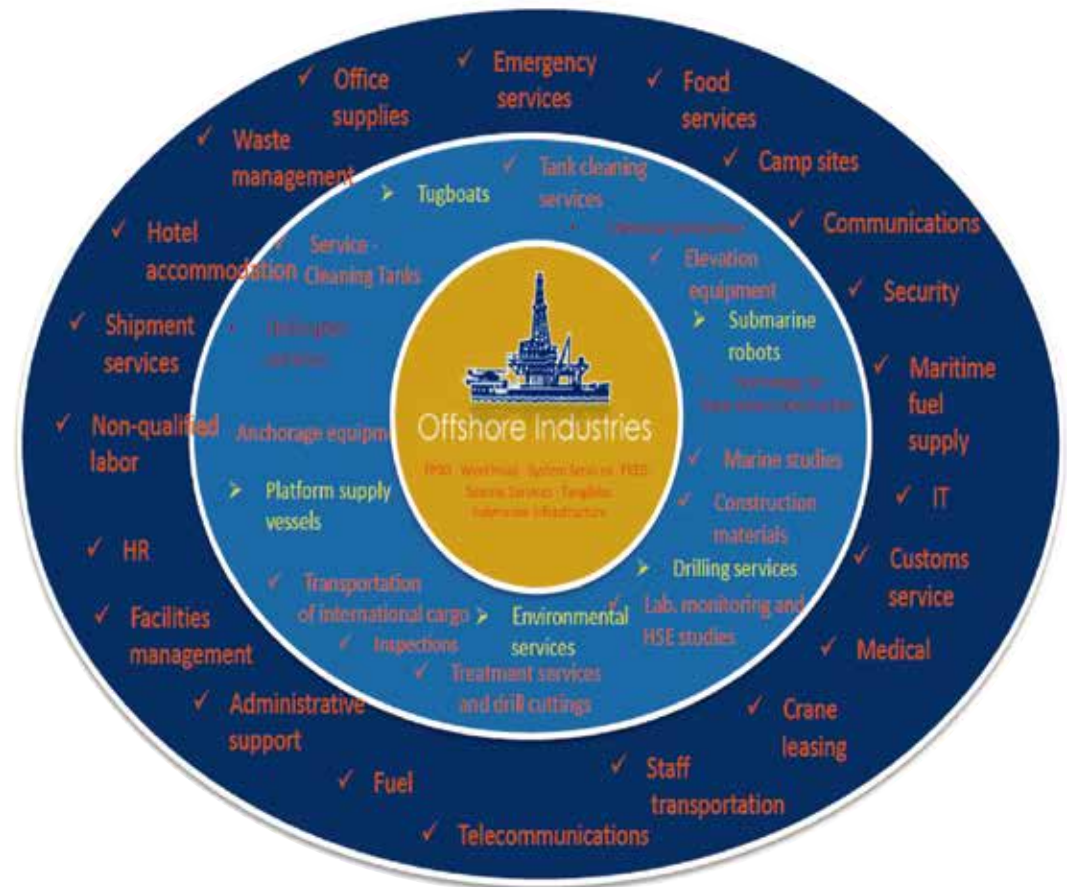 Emergency
services
Food
services
Camp sites
Communications
Security
Maritime
fuel
supply
IT
Customs
service
Medical
Crane
leasing
Staff
transportation
Telecommunications
Fuel
Administrative
support
Facilities
management
HR
Non-qualified
labor
Shipment
services
Hotel
accommodation
Waste
management
Office
supplies
Tank cleaning
services
Elevation
equipment
Submarine
robots
Marine studies
Construction
materials
Drilling services
Lab. monitoring and
HSE studies
Environmental
services
Treatment services
and drill cuttings
Inspections
Transportation
of international cargo
Platform supply
vessels
Anchorage equipm
Service -
Cleaning Tanks
Tugboats
Offshore Industries